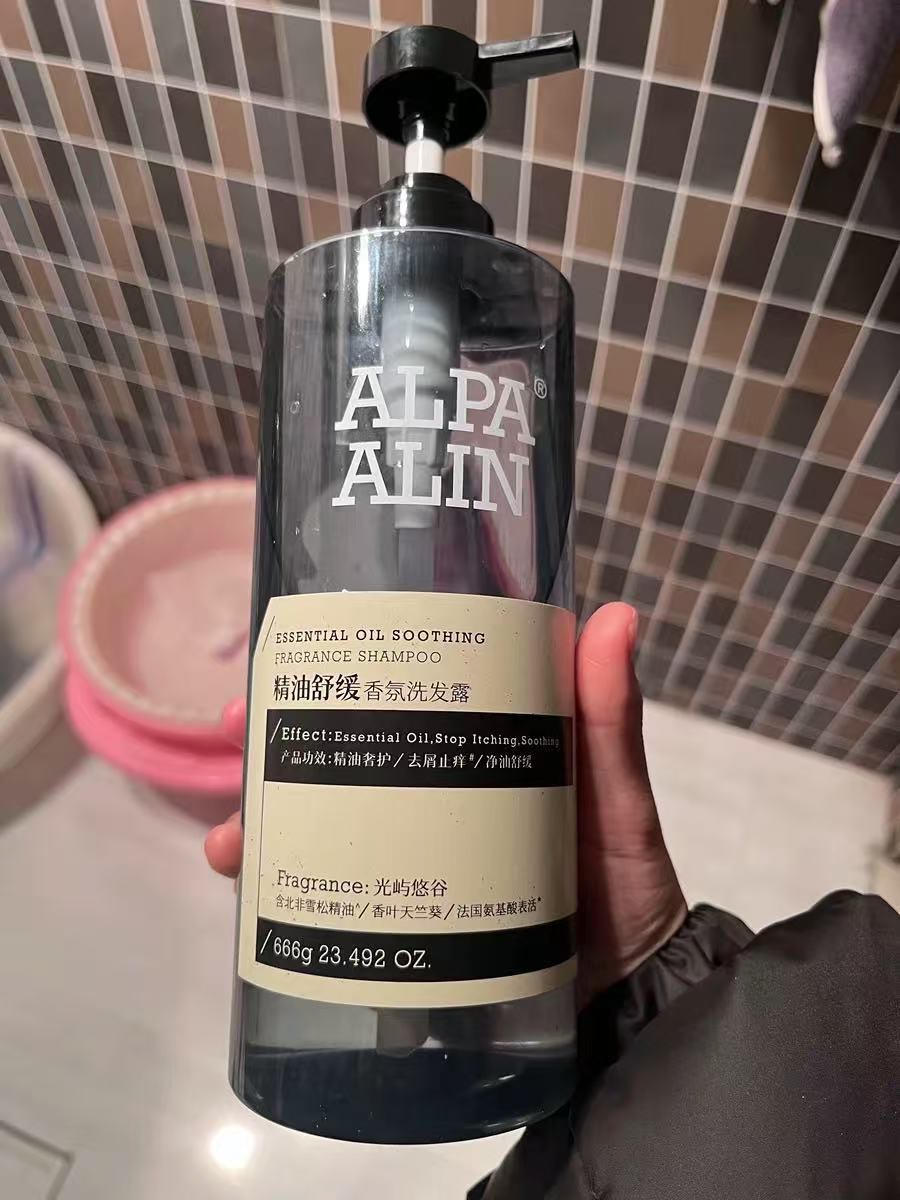 ALPA®
ALIN
ESSENTIAL OIL SOOTHING
FRAGRANCE SHAMPOO
精油舒缓香氛洗发露
/Effect:Essential Oil,Stop Itching,Soothing
产品功效:精油奢护/去屑止痒#/净油舒缓
Fragrance:光屿悠谷
含北非雪松精油^/香叶天竺葵/法国氨基酸表活*
/666g 23.492 OZ.